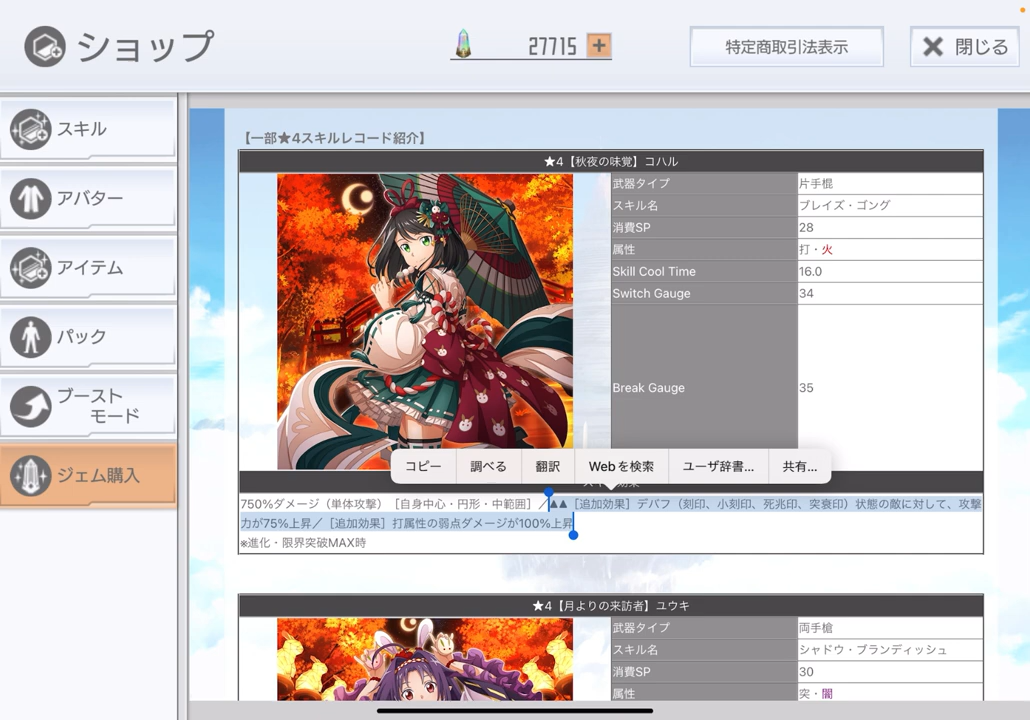 ショップ
27715
特定商取引法表示
閉じる
スキル
アバター
アイテム
パック
ブースト
モード
ジェム購入
【一部★4スキルレコード紹介】
★4【秋夜の味覚】コハル
武器タイプ 片手棍
スキル名 ブレイズ・ゴング
消費SP 28
属性 打・火
Skill Cool Time 16.0
Switch Gauge 34
Break Gauge 35
コピー 調べる 翻訳 Webを検索 ユーザ辞書... 共有...
750%ダメージ（単体攻撃）［自身中心・円形・中範囲］／▲▲［追加効果］デバフ（刻印、小刻印、死兆印、突衰印）状態の敵に対して、攻撃
力が75%上昇／［追加効果］打属性の弱点ダメージが100%上昇
※進化・限界突破MAX時
★4【月よりの来訪者】ユウキ
武器タイプ 両手槍
スキル名 シャドウ・ブランディッシュ
消費SP 30
属性 突・闇